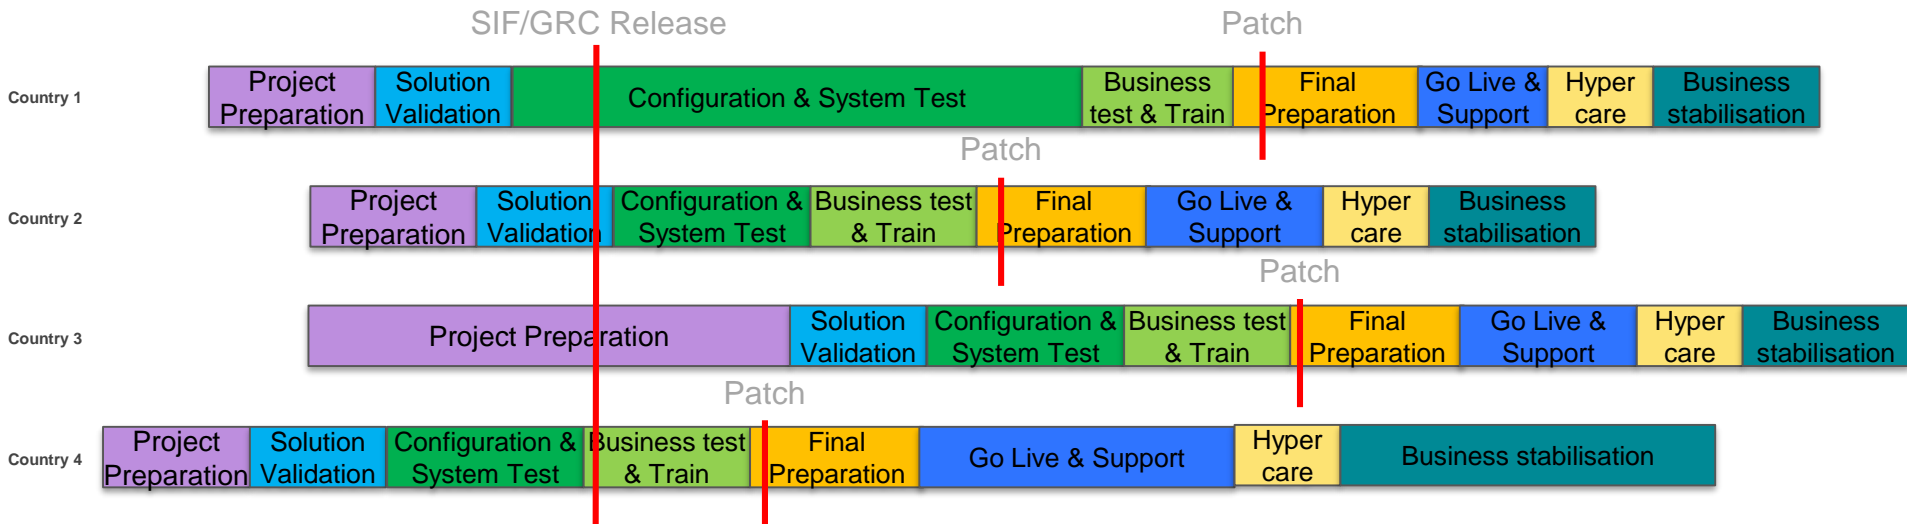 SIF/GRC Release
Patch
Country 1
Project
Preparation
Solution
Validation
Configuration & System Test
Business
test & Train
Final
Preparation
Go Live &
Support
Hyper
care
Business
stabilisation
Patch
Country 2
Project
Preparation
Solution
Validation
Configuration &
System Test
Business test
& Train
Final
Preparation
Go Live &
Support
Hyper
care
Business
stabilisation
Patch
Country 3
Project Preparation
Solution
Validation
Configuration &
System Test
Business test
& Train
Final
Preparation
Go Live &
Support
Hyper
care
Business
stabilisation
Patch
Country 4
Project
Preparation
Solution
Validation
Configuration &
System Test
Business test
& Train
Final
Preparation
Go Live & Support
Hyper
care
Business stabilisation